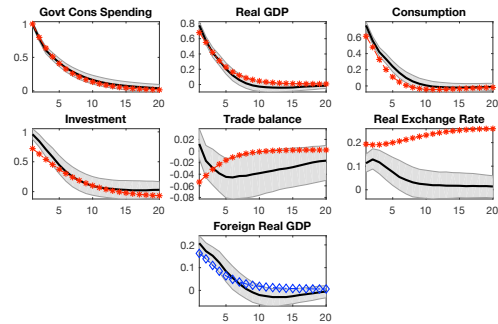 Govt Cons Spending Real GDP Consumption
1 0.8 0.8
0.6 0.6
0.5 0.4 0.4
0.2 0.2
0 0 0
5 10 15 20 5 10 15 20 5 10 15 20
Investment Trade balance Real Exchange Rate
1 0 0.2
-0.02
0.5 -0.04 0.1
-0.06
0 -0.08 0
5 10 15 20 5 10 15 20 5 10 15 20
Foreign Real GDP
0.2
0.1
0
5 10 15 20